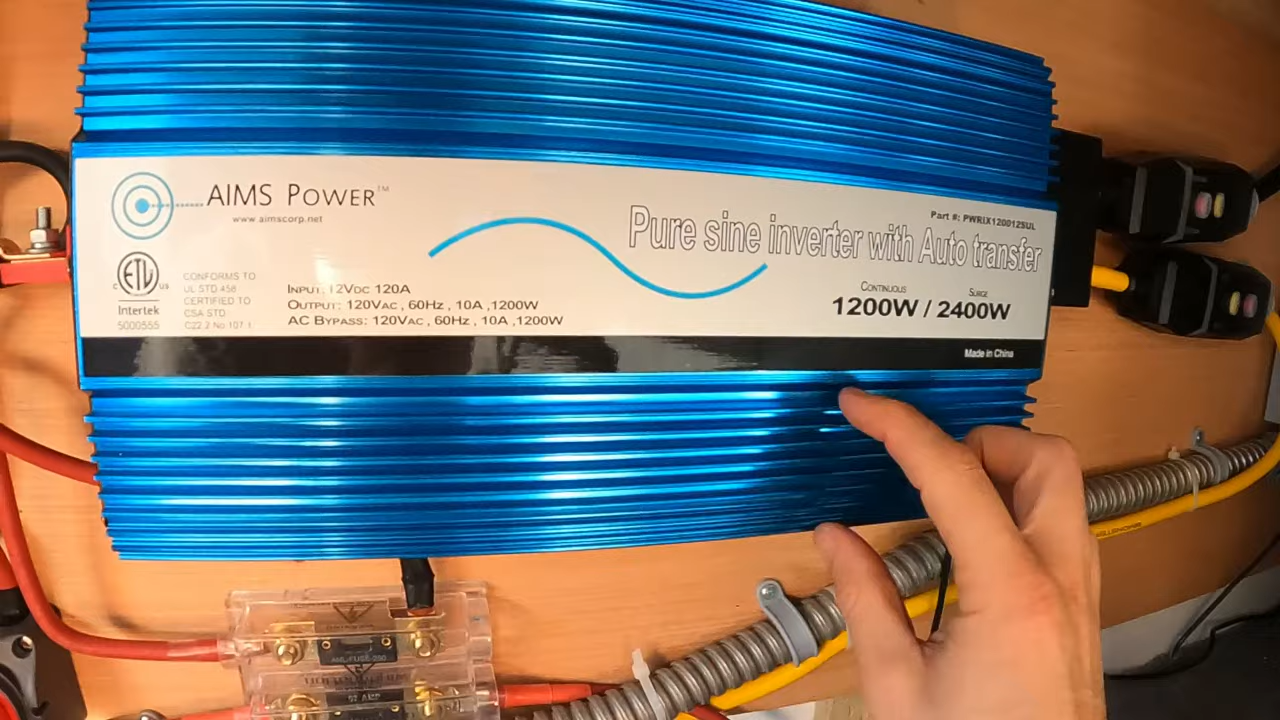 AIMS POWER™
www.aimscorp.net
Part #: PWRIX120012SUL
Pure sine inverter with Auto transfer
ETL
C US
Intertek
5000555
CONFORMS TO
UL STD 458
CERTIFIED TO
CSA STD
C22.2 No 107.1
INPUT: 12VDC 120A
OUTPUT: 120VAC , 60Hz , 10A ,1200W
AC BYPASS: 120VAC , 60Hz , 10A ,1200W
CONTINUOUS SURGE
1200W / 2400W
Made in China